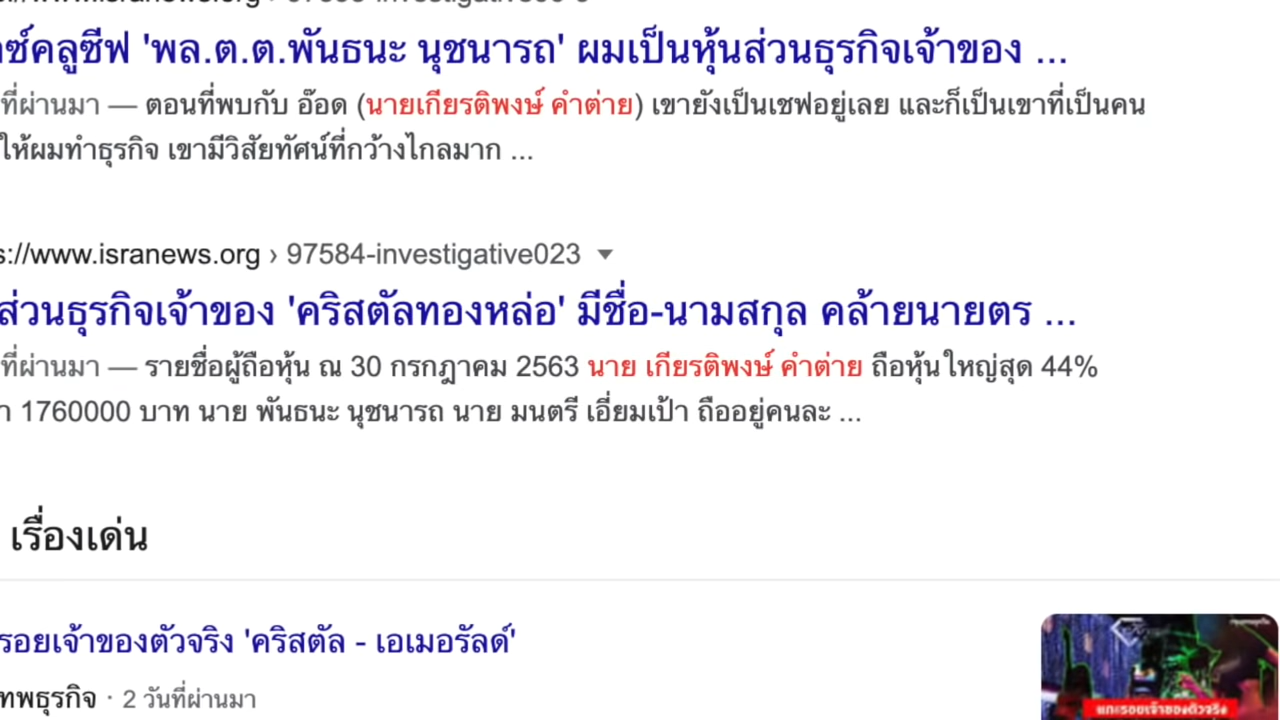 'พล.ต.ต.พันธนะ นุชนารถ' ผมเป็นหุ้นส่วนธุรกิจเจ้าของ ...
ที่ผ่านมา — ตอนที่พบกับ อ๊อด (นายเกียรติพงษ์ คำต่าย) เขายังเป็นเชฟอยู่เลย และก็เป็นเขาที่เป็นคน
ให้ผมทำธุรกิจ เขามีวิสัยทัศน์ที่กว้างไกลมาก ...
s://www.isranews.org › 97584-investigative023
ส่วนธุรกิจเจ้าของ 'คริสตัลทองหล่อ' มีชื่อ-นามสกุล คล้ายนายตร ...
ที่ผ่านมา — รายชื่อผู้ถือหุ้น ณ 30 กรกฎาคม 2563 นาย เกียรติพงษ์ คำต่าย ถือหุ้นใหญ่สุด 44%
า 1760000 บาท นาย พันธนะ นุชนารถ นาย มนตรี เอี่ยมเป้า ถืออยู่คนละ ...
เรื่องเด่น
รอยเจ้าของตัวจริง 'คริสตัล - เอเมอรัลด์'
ทพธุรกิจ · 2 วันที่ผ่านมา
แกะรอยเจ้าของตัวจริง